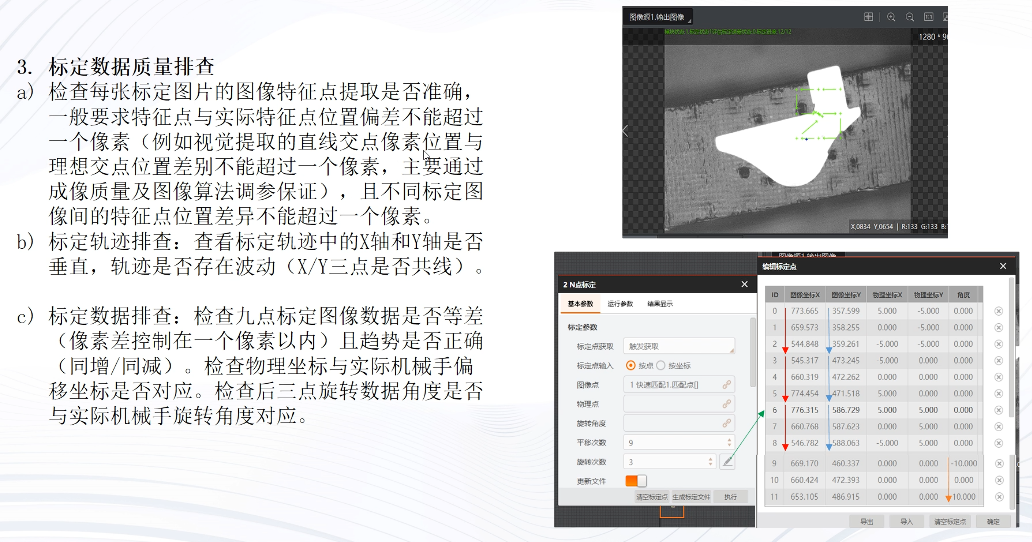 3. 标定数据质量排查
a) 检查每张标定图片的图像特征点提取是否准确，
一般要求特征点与实际特征点位置偏差不能超过
一个像素（例如视觉提取的直线交点像素位置与
理想交点位置差别不能超过一个像素，主要通过
成像质量及图像算法调参保证），且不同标定图
像间的特征点位置差异不能超过一个像素。
b) 标定轨迹排查：查看标定轨迹中的X轴和Y轴是否
垂直，轨迹是否存在波动（X/Y三点是否共线）。
c) 标定数据排查：检查九点标定图像数据是否等差
（像素差控制在一个像素以内）且趋势是否正确
（同增/同减）。检查物理坐标与实际机械手偏
移坐标是否对应。检查后三点旋转数据角度是否
与实际机械手旋转角度对应。
图像源1.输出图像
1280 * 96
X:0834 Y:0654 | R:133 G:133 B:
2 N点标定
基本参数 运行参数 结果显示
标定参数
标定点获取 触发获取
标定点输入 按点 按坐标
图像点 1 快速匹配1.匹配点[]
物理点
旋转角度
平移次数 9
旋转次数 3
更新文件
清空标定点 生成标定文件 执行
图像源1.输出图像
编辑标定点
ID 图像坐标X 图像坐标Y 物理坐标X 物理坐标Y 角度
0 773.665 357.599 5.000 -5.000 0.000
1 659.573 358.255 0.000 -5.000 0.000
2 544.848 359.261 -5.000 -5.000 0.000
3 545.317 473.245 -5.000 0.000 0.000
4 660.319 472.262 0.000 0.000 0.000
5 774.454 471.518 5.000 0.000 0.000
6 776.315 586.729 5.000 5.000 0.000
7 660.768 587.623 0.000 5.000 0.000
8 546.782 588.063 -5.000 5.000 0.000
9 669.170 460.337 0.000 0.000 -10.000
10 660.424 472.393 0.000 0.000 0.000
11 653.105 486.915 0.000 0.000 10.000
导出 导入 清空标定点 确定